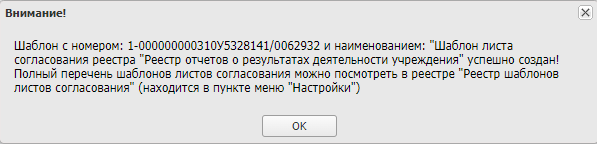 Внимание!
Шаблон с номером: 1-000000000310У5328141/0062932 и наименованием: "Шаблон листа
согласования реестра "Реестр отчетов о результатах деятельности учреждения" успешно создан!
Полный перечень шаблонов листов согласования можно посмотреть в реестре "Реестр шаблонов
листов согласования" (находится в пункте меню "Настройки")
OK